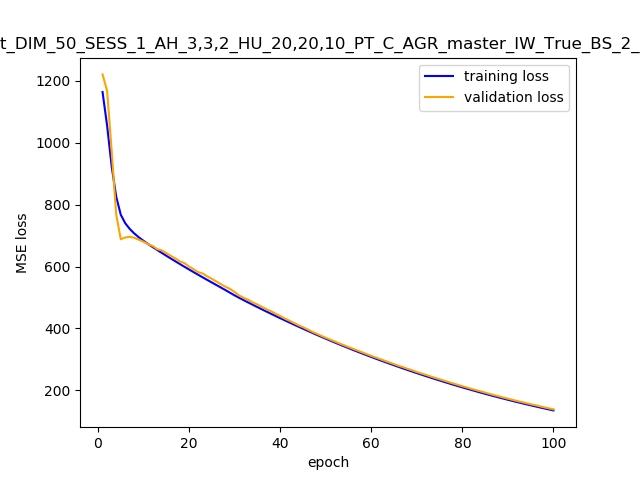 t_DIM_50_SESS_1_AH_3,3,2_HU_20,20,10_PT_C_AGR_master_IW_True_BS_2_
training loss
validation loss
1200
1000
800
600
400
200
MSE loss
0 20 40 60 80 100
epoch